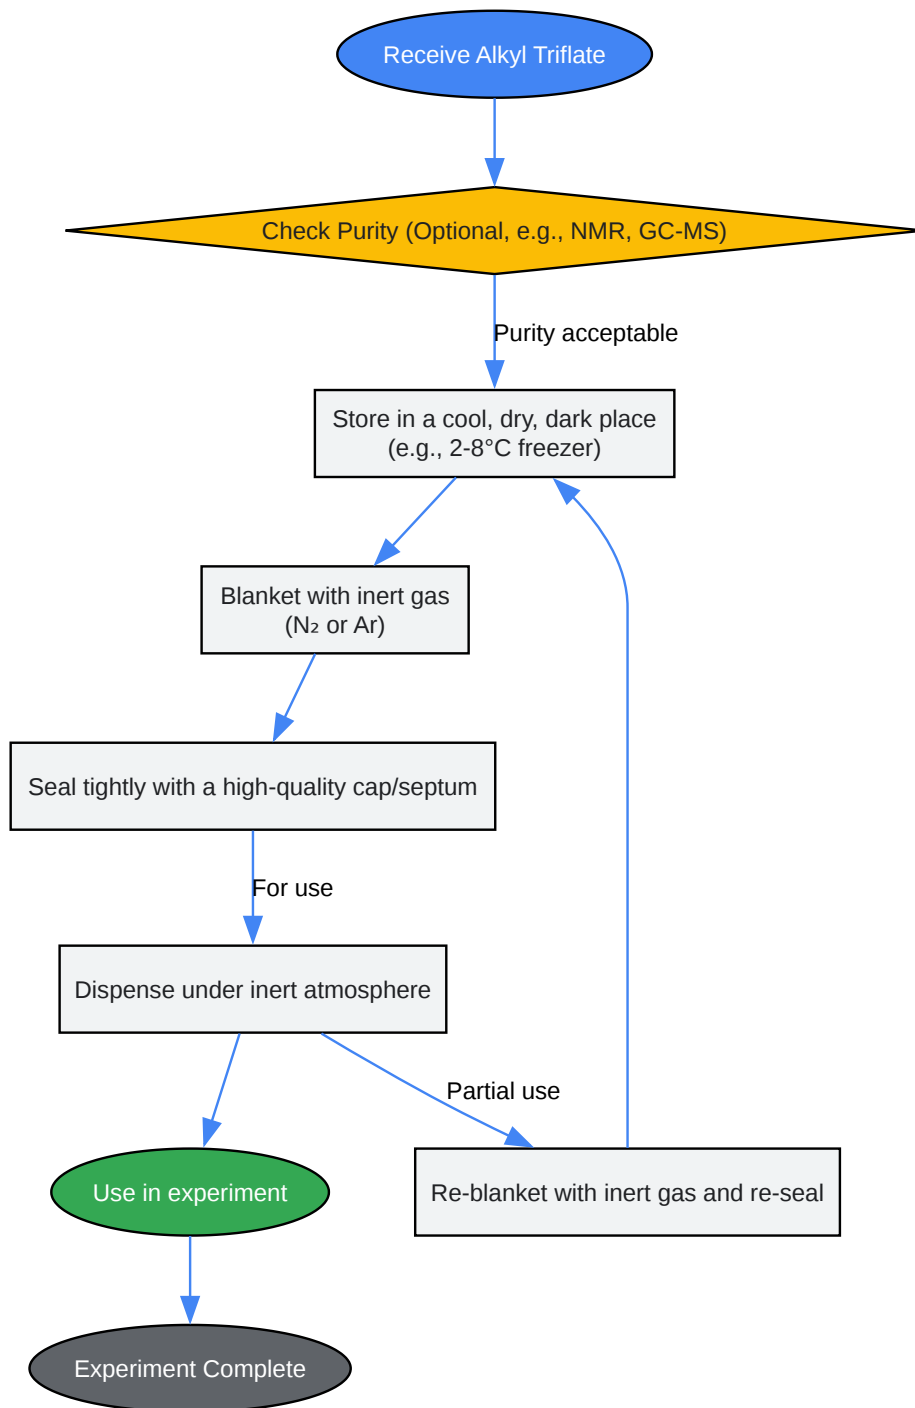 Receive Alkyl Triflate
Check Purity (Optional, e.g., NMR, GC-MS)
Purity acceptable
Store in a cool, dry, dark place
(e.g., 2-8°C freezer)
Blanket with inert gas
(N₂ or Ar)
Seal tightly with a high-quality cap/septum
For use
Dispense under inert atmosphere
Partial use
Use in experiment
Re-blanket with inert gas and re-seal
Experiment Complete